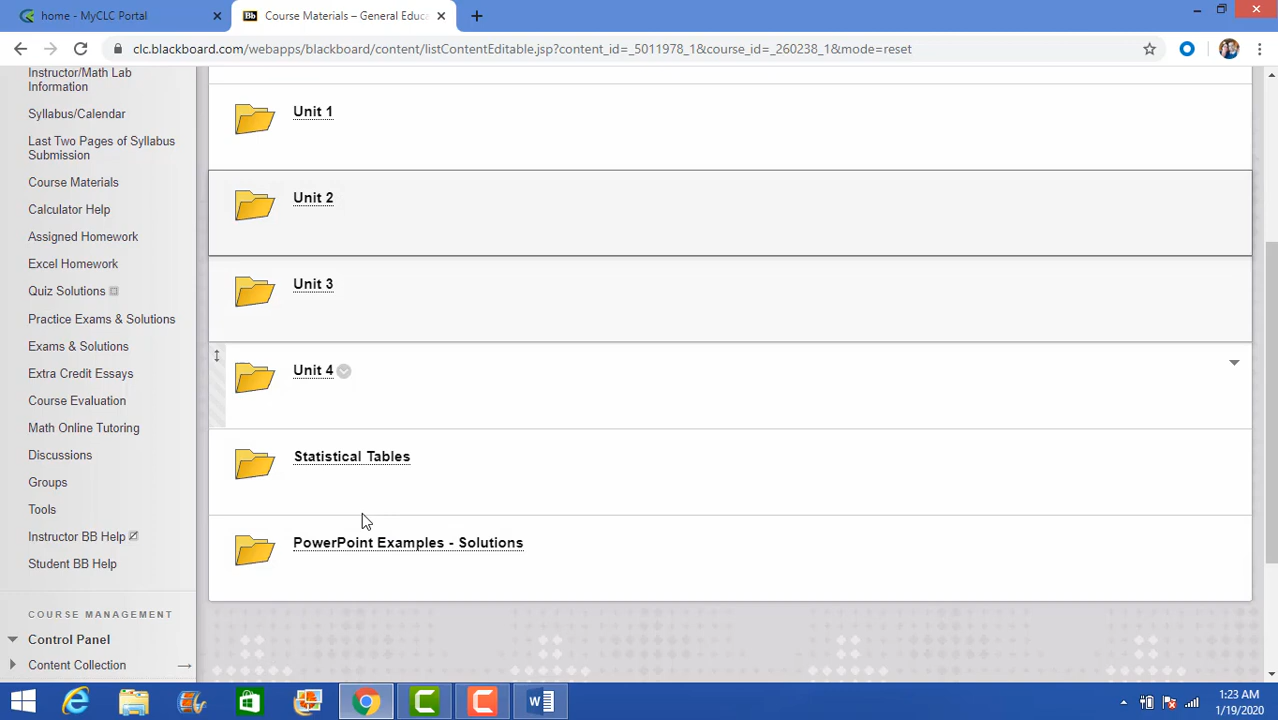 home - MyCLC Portal
Course Materials – General Educa
clc.blackboard.com/webapps/blackboard/content/listContentEditable.jsp?content_id=_5011978_1&course_id=_260238_1&mode=reset
Instructor/Math Lab
Information
Syllabus/Calendar
Last Two Pages of Syllabus
Submission
Course Materials
Calculator Help
Assigned Homework
Excel Homework
Quiz Solutions
Practice Exams & Solutions
Exams & Solutions
Extra Credit Essays
Course Evaluation
Math Online Tutoring
Discussions
Groups
Tools
Instructor BB Help
Student BB Help
COURSE MANAGEMENT
Control Panel
Content Collection
Unit 1
Unit 2
Unit 3
Unit 4
Statistical Tables
PowerPoint Examples - Solutions
1:23 AM
1/19/2020